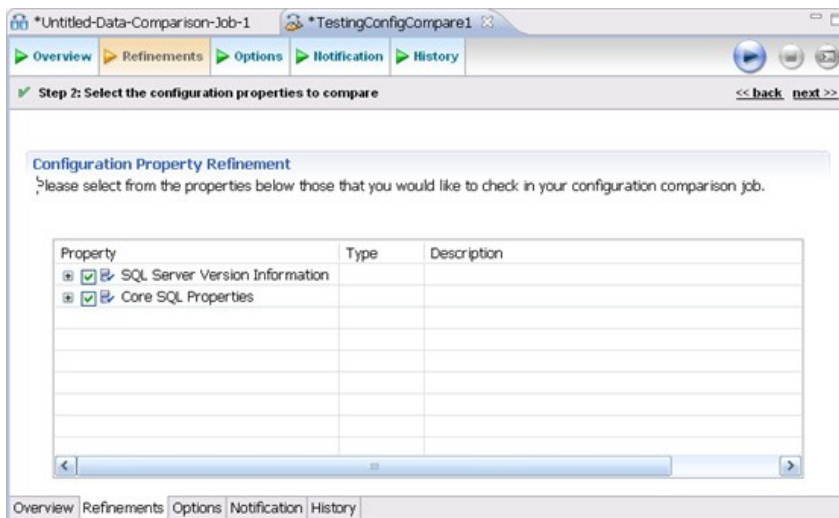 *Untitled-Data-Comparison-Job-1 *TestingConfigCompare1
Overview Refinements Options Notification History
Step 2: Select the configuration properties to compare << back next >>
Configuration Property Refinement
Please select from the properties below those that you would like to check in your configuration comparison job.
Property Type Description
SQL Server Version Information
Core SQL Properties
Overview Refinements Options Notification History